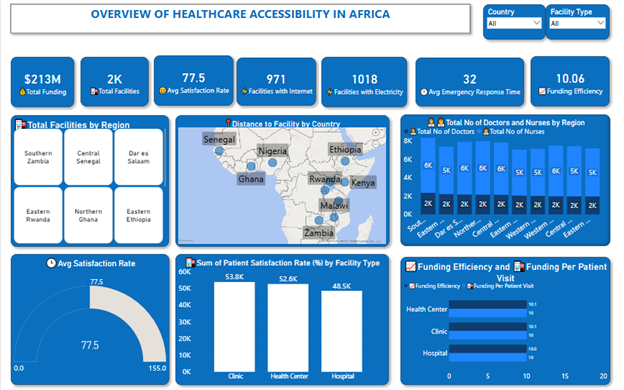 OVERVIEW OF HEALTHCARE ACCESSIBILITY IN AFRICA
Country
All
Facility Type
All
$213M
Total Funding
2K
Total Facilities
77.5
Avg Satisfaction Rate
971
Facilities with Internet
1018
Facilities with Electricity
32
Avg Emergency Response Time
10.06
Funding Efficiency
Total Facilities by Region
Southern
Zambia
Central
Senegal
Dar es
Salaam
Eastern
Rwanda
Northern
Ghana
Eastern
Ethiopia
Distance to Facility by Country
Senegal
Nigeria
Ethiopia
Ghana
Rwanda
Kenya
Malawi
Zambia
Total No of Doctors and Nurses by Region
Total No of Doctors
Total No of Nurses
8K
6K
4K
2K
0K
6K 5K 6K 6K 6K 5K 5K 6K 6K 5K
2K 2K 2K 2K 2K 2K 2K 2K 2K 2K
Sout... Eastern ... Dar es S... Norther... Central ... Eastern ... Western ... Western ... Central ... Eastern ...
Avg Satisfaction Rate
77.5
77.5
0.0
155.0
Sum of Patient Satisfaction Rate (%) by Facility Type
60K
50K
40K
30K
20K
10K
0K
53.8K
52.6K
48.5K
Clinic
Health Center
Hospital
Funding Efficiency and Funding Per Patient
Visit
Funding Efficiency
Funding Per Patient Visit
Health Center
10.1
10
Clinic
10.1
10
Hospital
10.0
10
0 5 10 15 20